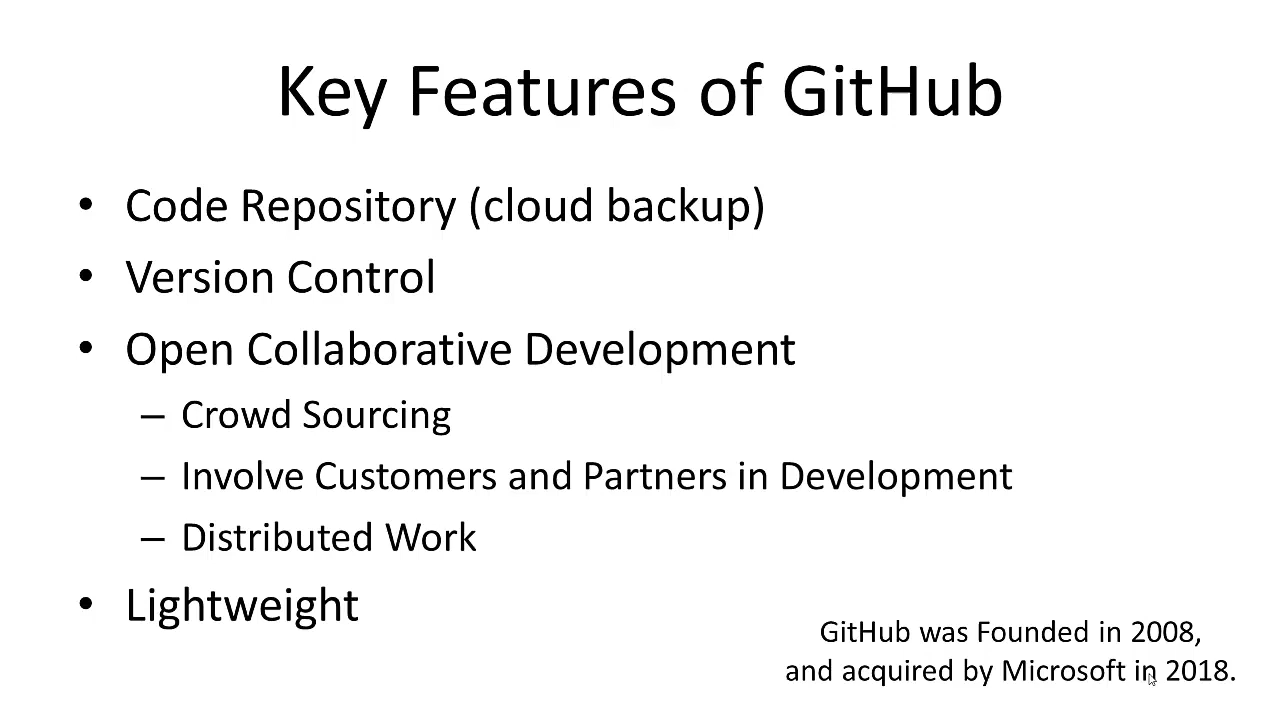 Key Features of GitHub
• Code Repository (cloud backup)
• Version Control
• Open Collaborative Development
– Crowd Sourcing
– Involve Customers and Partners in Development
– Distributed Work
• Lightweight
GitHub was Founded in 2008,
and acquired by Microsoft in 2018.